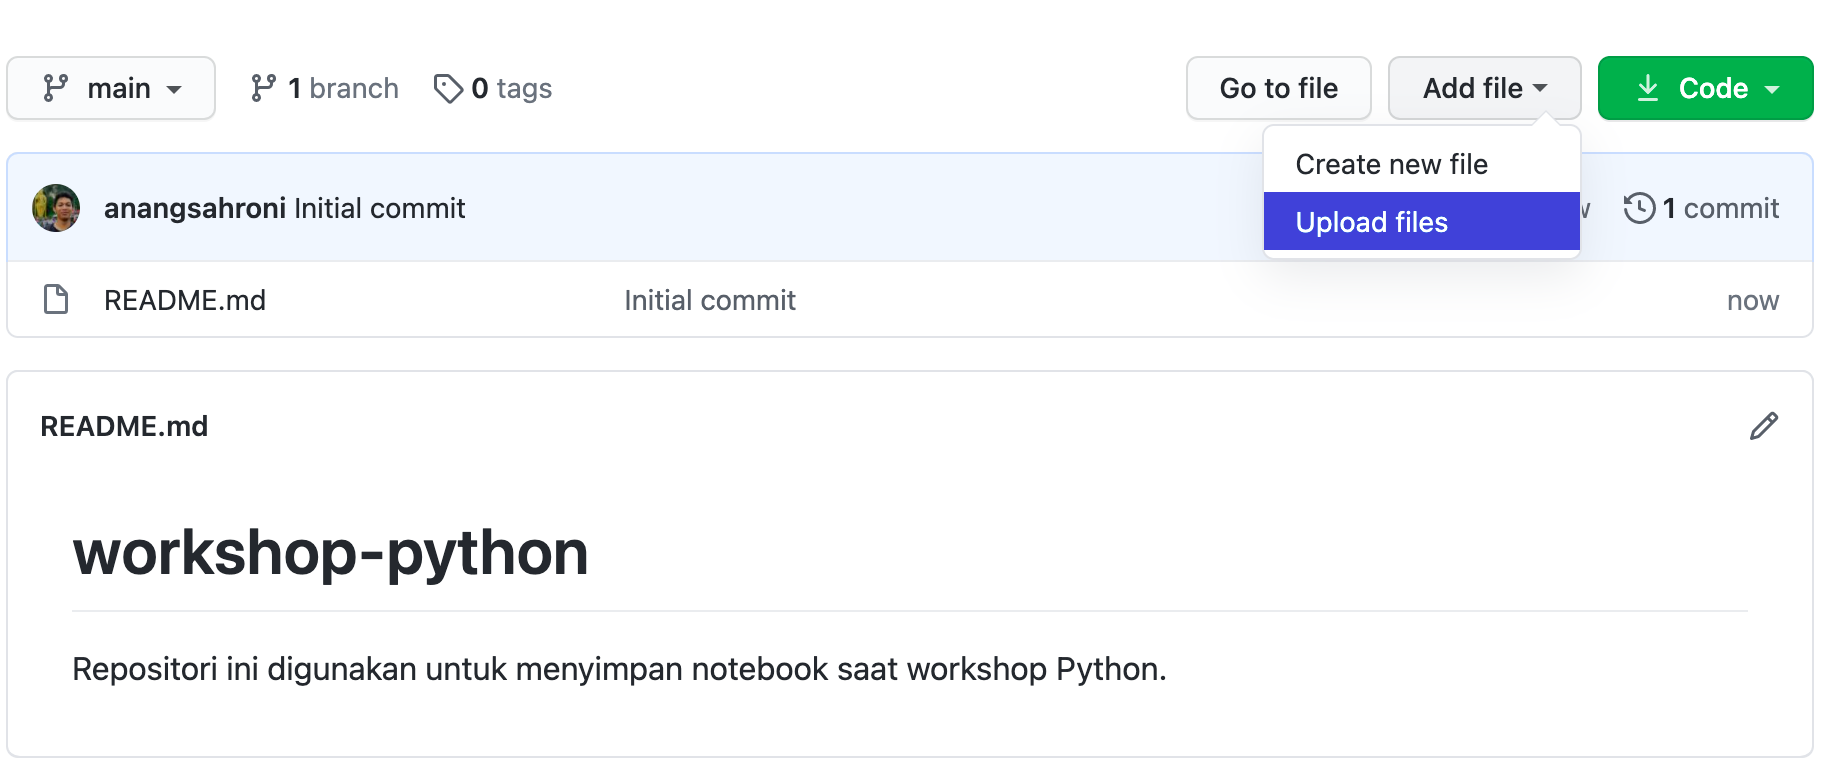 main
1 branch
0 tags
Go to file
Add file
Code
Create new file
Upload files
anangsahroni Initial commit
1 commit
README.md
Initial commit
now
README.md
workshop-python
Repositori ini digunakan untuk menyimpan notebook saat workshop Python.